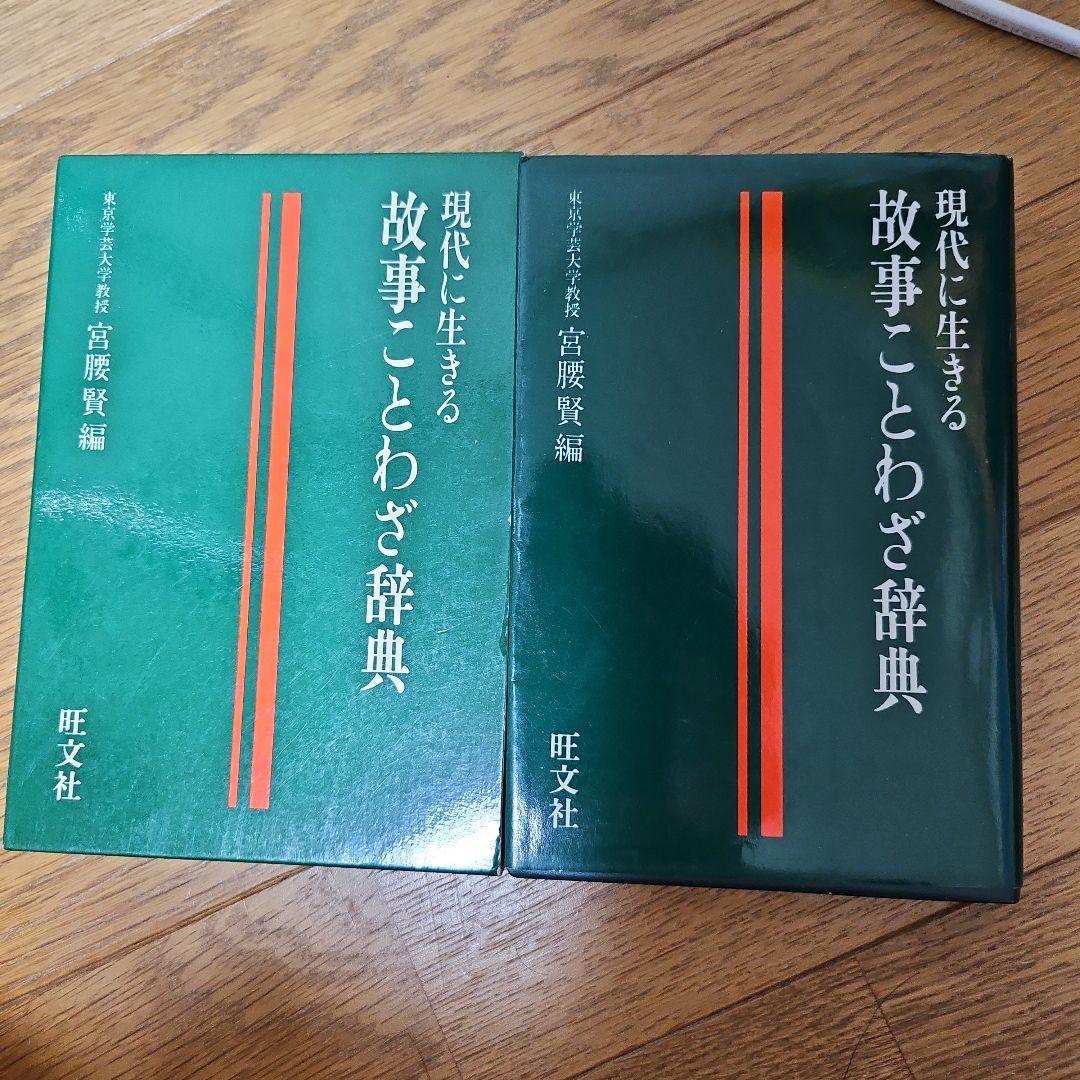 現代に生きる
故事ことわざ辞典
東京学芸大学教授 宮腰賢編
旺文社
現代に生きる
故事ことわざ辞典
東京学芸大学教授 宮腰賢編
旺文社